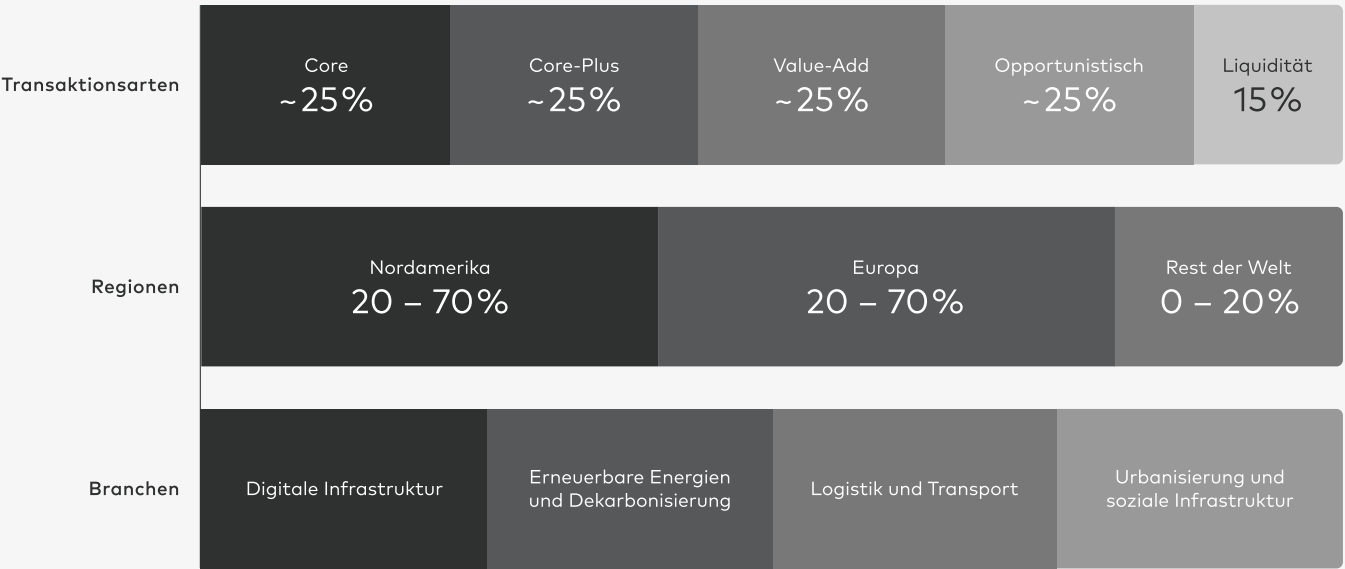 Transaktionsarten
Core
~25%
Core-Plus
~25%
Value-Add
~25%
Opportunistisch
~25%
Liquidität
15%
Regionen
Nordamerika
20 – 70%
Europa
20 – 70%
Rest der Welt
0 – 20%
Branchen
Digitale Infrastruktur
Erneuerbare Energien
und Dekarbonisierung
Logistik und Transport
Urbanisierung und
soziale Infrastruktur